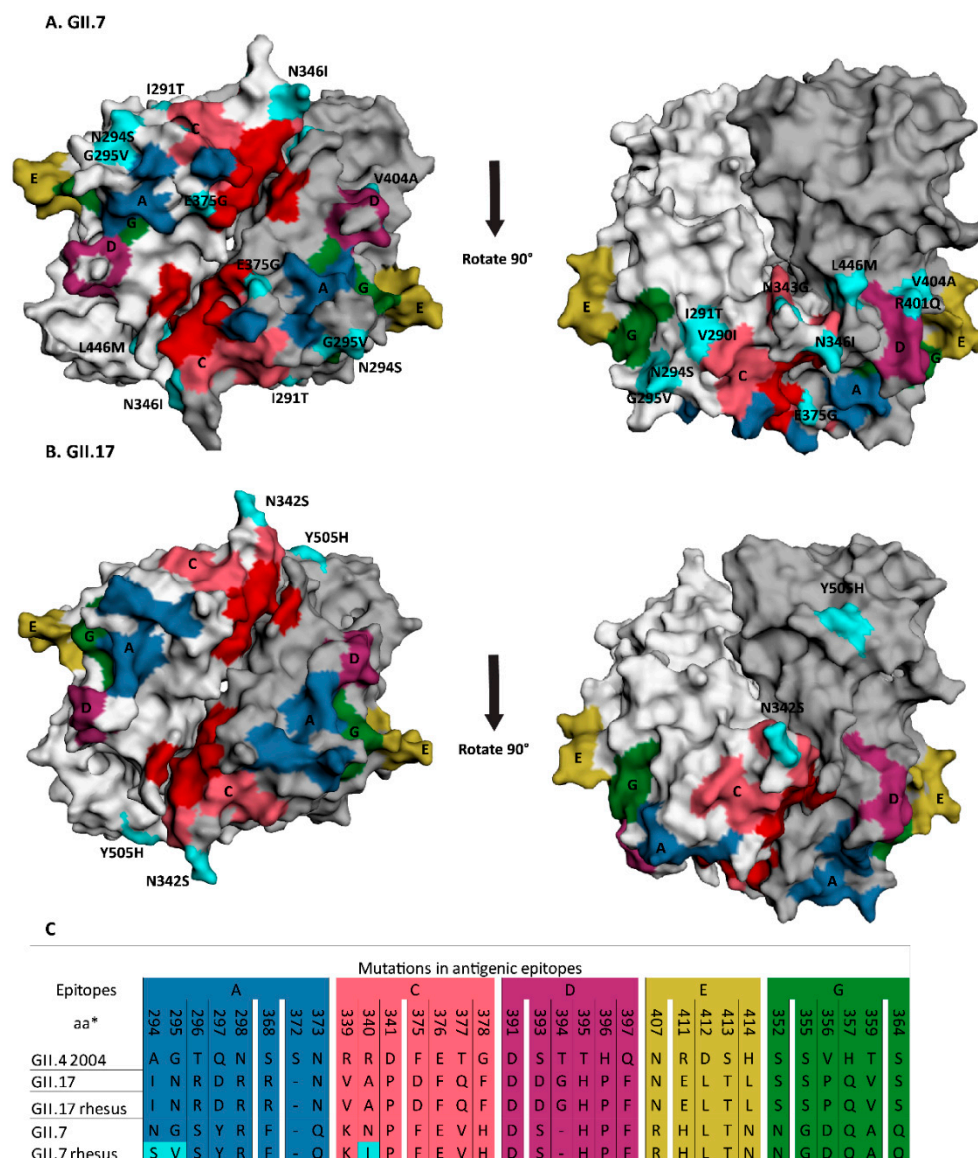 A. GII.7
N346I
I291T
C
N294S
G295V
E
A
E375G
V404A
D
G
D
E375G
A
G
E
L446M
G295V
C
N294S
N346I
I291T
Rotate 90°
L446M
V404A
N343G
R401Q
E
I291T
E
G
V290I
N346I
D
G
N294S
C
A
G295V
E375G
B. GII.17
N342S
Y505H
C
E
G
A
D
D
A
G
E
C
Y505H
N342S
Rotate 90°
Y505H
N342S
E
G
C
D
E
A
A
C
Mutations in antigenic epitopes
Epitopes A C D E G
aa* 294 295 296 297 298 368 372 373 339 340 341 375 376 377 378 391 393 394 395 396 397 407 411 412 413 414 352 355 356 357 359 364
GII.4 2004 A G T Q N S S N R R D F E T G D S T T H Q N R D S H S S V H T S
GII.17 I N R D R R - N V A P D F Q F D D G H P F N E L T L S S P Q V S
GII.17 rhesus I N R D R R - N V A P D F Q F D D G H P F N E L T L S S P Q V S
GII.7 N G S Y R F - Q K N P F E V H D S - H P F R H L T N N G D Q A Q
GII.7 rhesus S V S Y R F - Q K I P F E V H D S - H P F R H L T N N G D Q A Q